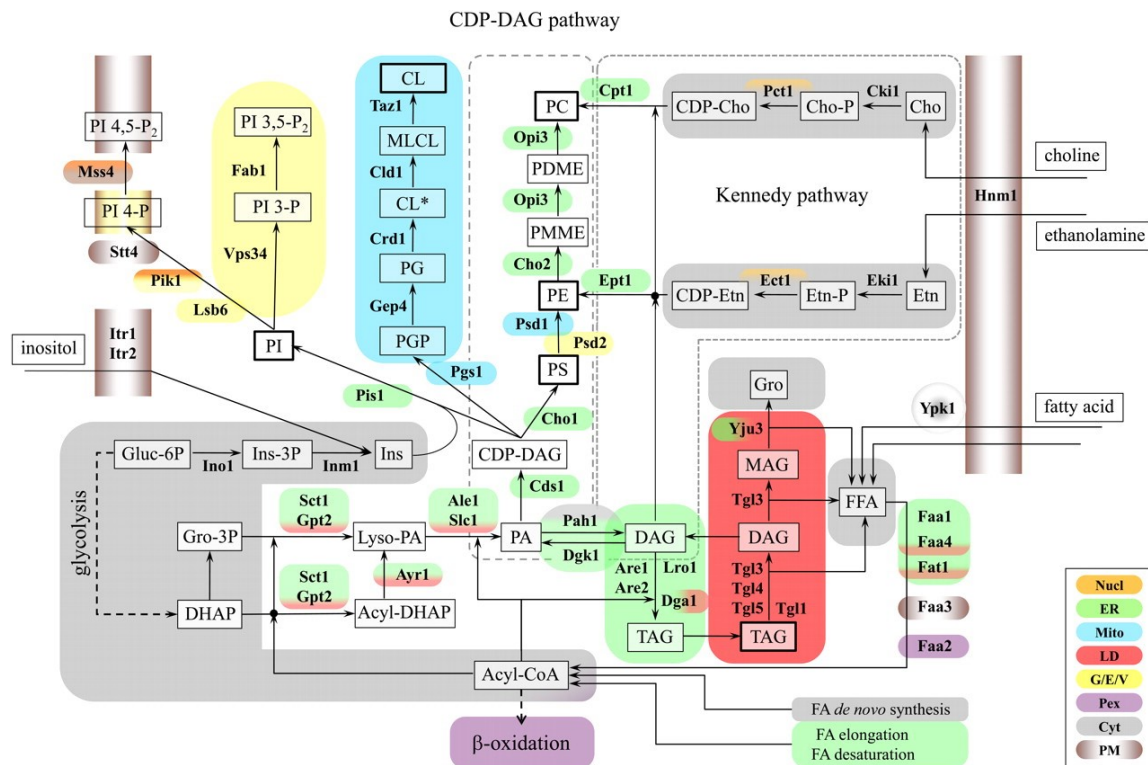 CDP-DAG pathway
PI 4,5-P2
Mss4
PI 4-P
Stt4
Pik1
Lsb6
PI 3,5-P2
Fab1
PI 3-P
Vps34
PI
inositol
Itr1
Itr2
CL
Taz1
MLCL
Cld1
CL*
Crd1
PG
Gep4
PGP
Pgs1
Pis1
PC
Cpt1
Opi3
PDME
Opi3
PMME
Cho2
PE
Ept1
Psd1
Psd2
PS
Cho1
CDP-DAG
Cds1
CDP-Cho
Pct1
Cho-P
Cki1
Cho
Kennedy pathway
CDP-Etn
Ect1
Etn-P
Eki1
Etn
Hnm1
choline
ethanolamine
fatty acid
Ypk1
Gluc-6P
Ino1
Ins-3P
Inm1
Ins
glycolysis
Gro-3P
DHAP
Sct1
Gpt2
Sct1
Gpt2
Lyso-PA
Ayr1
Acyl-DHAP
Ale1
Slc1
PA
Pah1
Dgk1
DAG
Are1
Are2
Lro1
Dga1
TAG
Gro
Yju3
MAG
Tgl3
DAG
Tgl3
Tgl4
Tgl5
Tgl1
TAG
FFA
Faa1
Faa4
Fat1
Faa3
Faa2
Acyl-CoA
β-oxidation
FA de novo synthesis
FA elongation
FA desaturation
Nucl
ER
Mito
LD
G/E/V
Pex
Cyt
PM